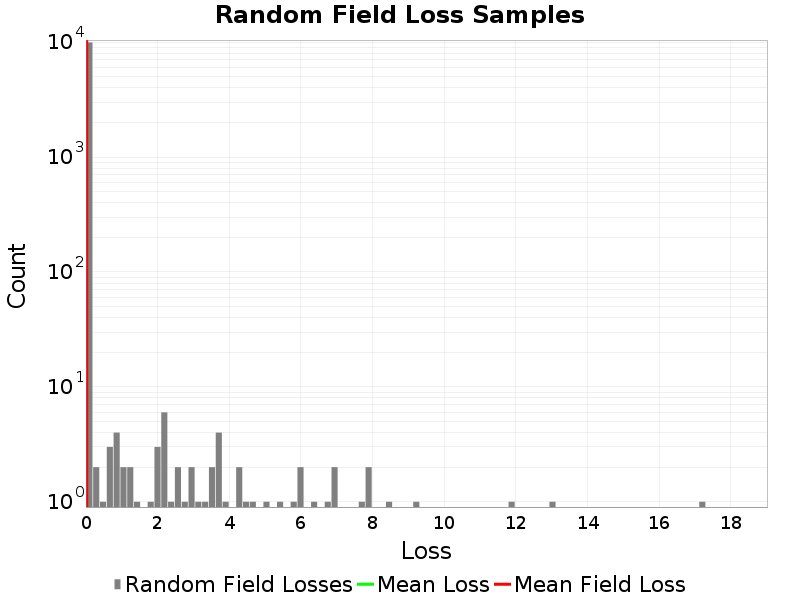 Random Field Loss Samples
10^4
10^3
10^2
10^1
10^0
Count
0 2 4 6 8 10 12 14 16 18
Loss
Random Field Losses Mean Loss Mean Field Loss